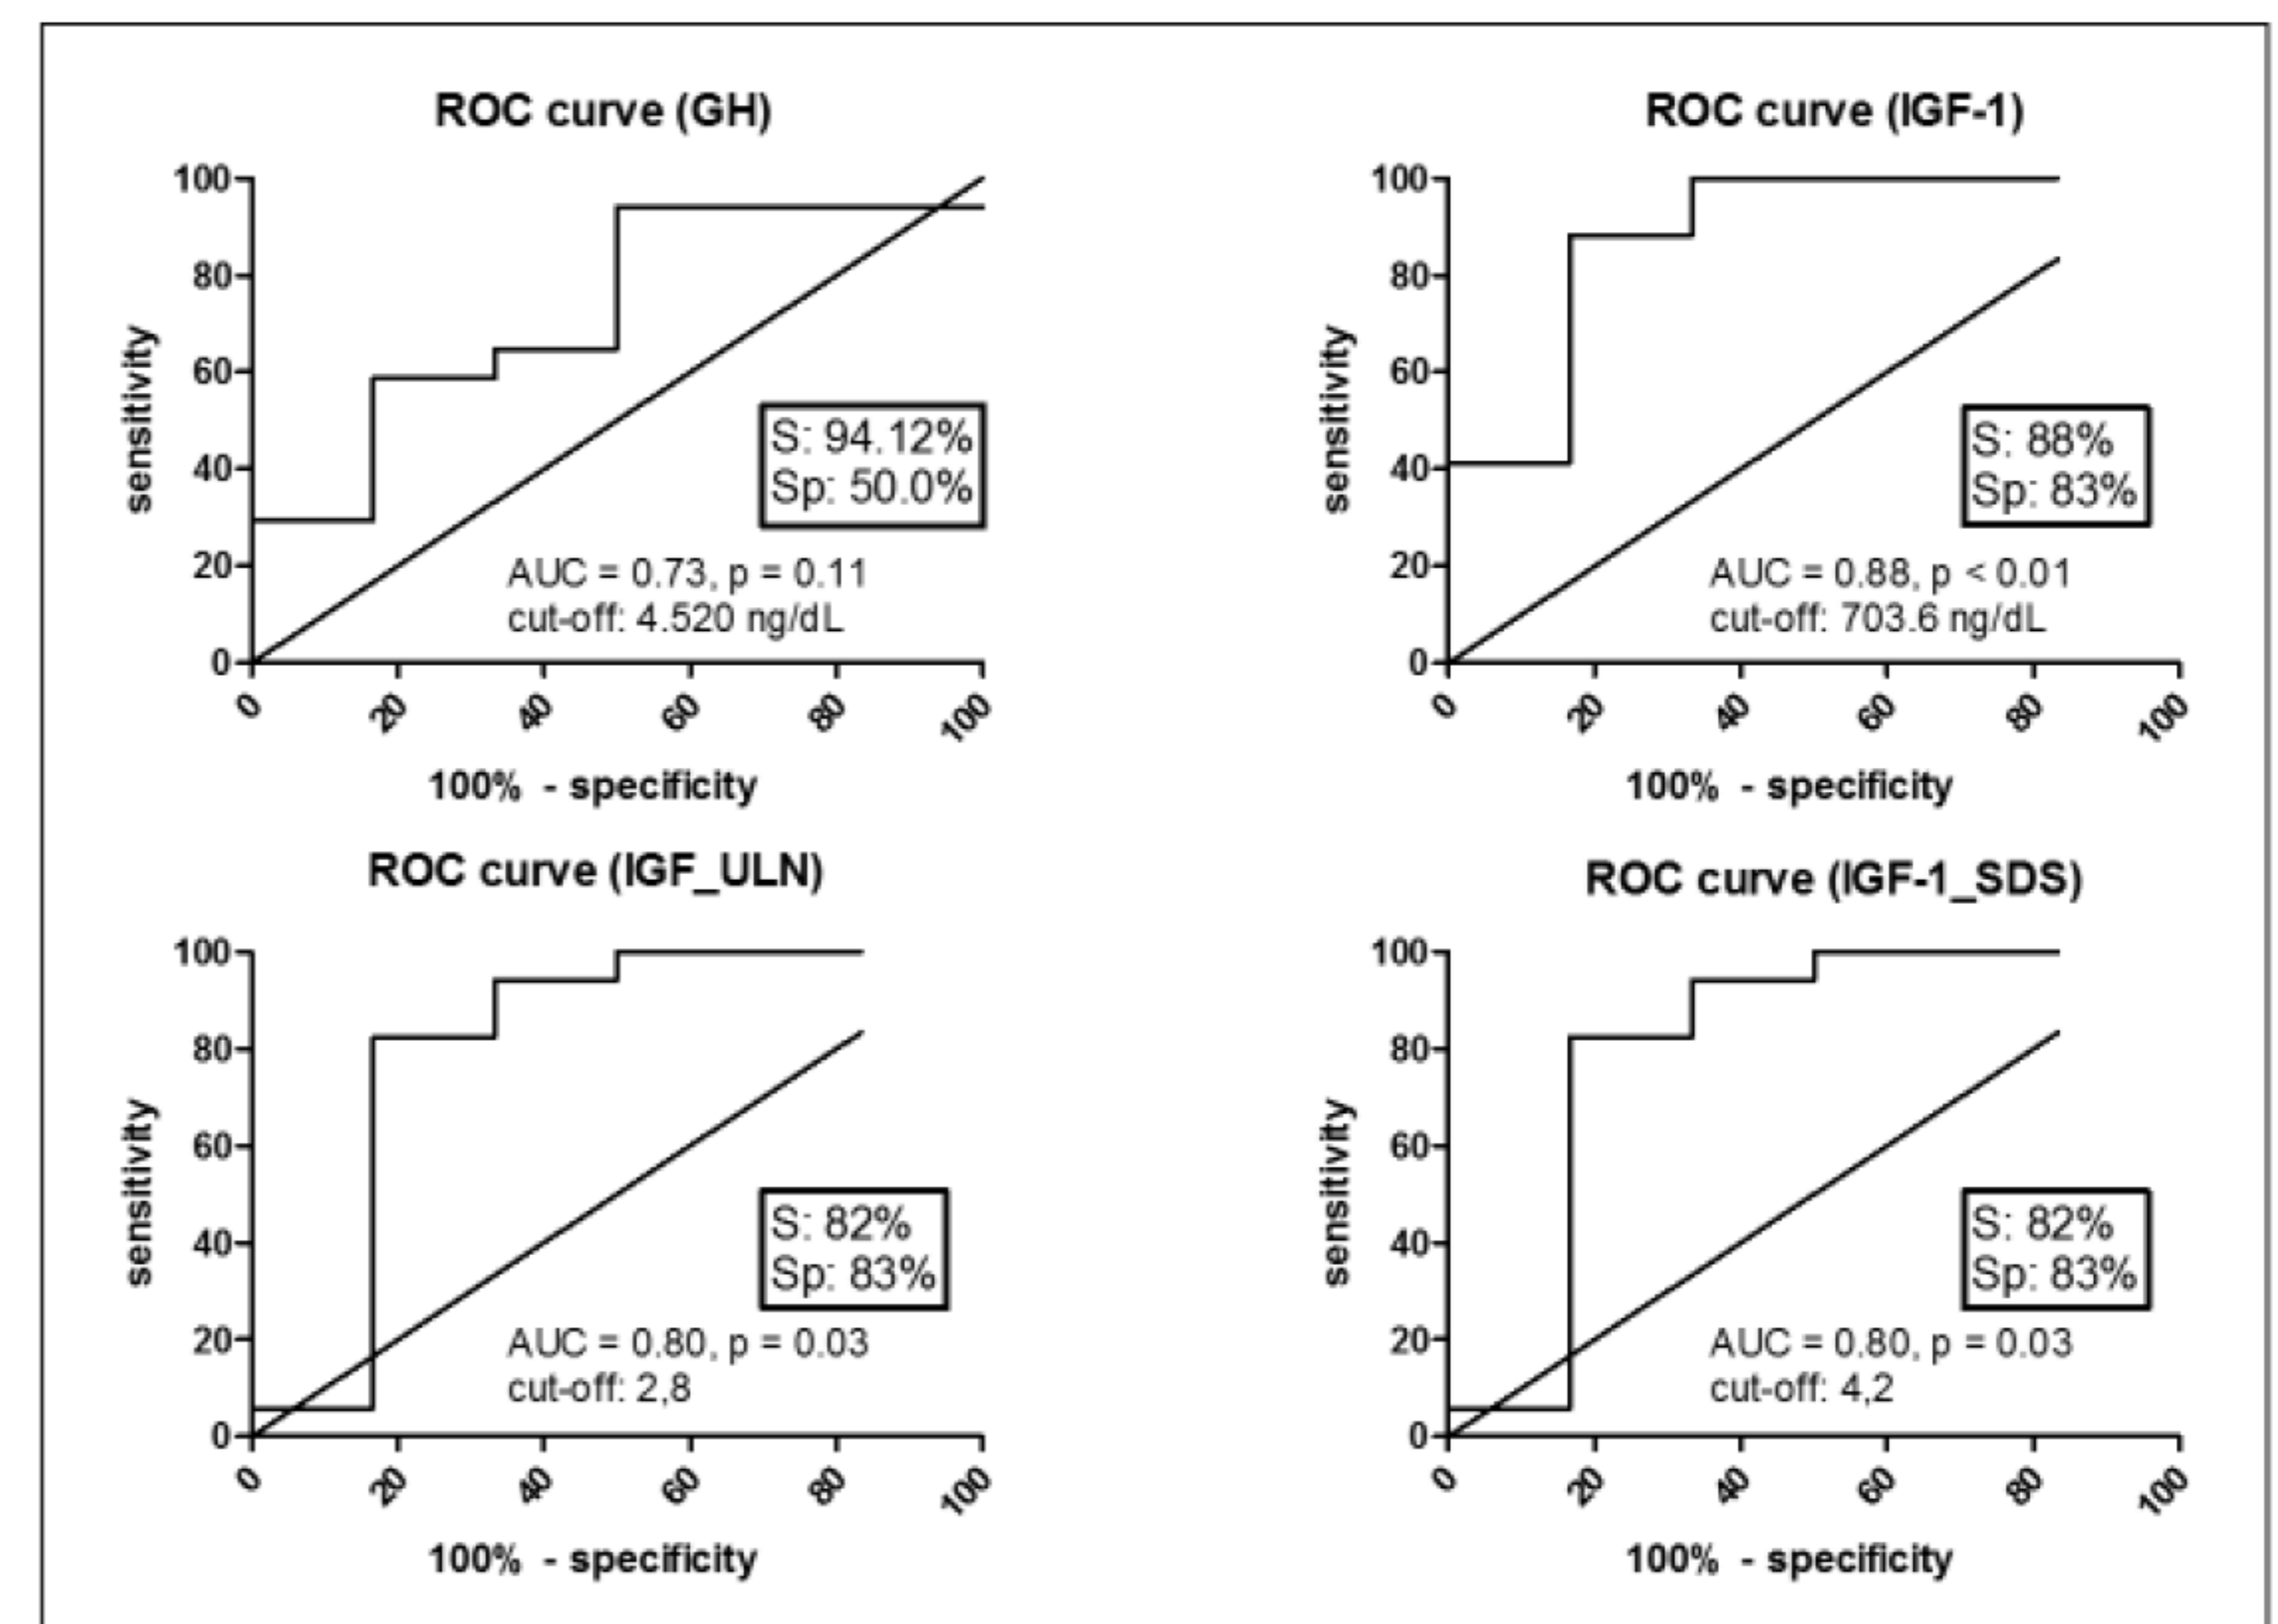 ROC curve (GH)
100
80
60
40
20
0
sensitivity
S: 94.12%
Sp: 50.0%
AUC = 0.73, p = 0.11
cut-off: 4.520 ng/dL
0 20 40 60 80 100
100% - specificity
ROC curve (IGF-1)
100
80
60
40
20
0
sensitivity
S: 88%
Sp: 83%
AUC = 0.88, p < 0.01
cut-off: 703.6 ng/dL
0 20 40 60 80 100
100% - specificity
ROC curve (IGF_ULN)
100
80
60
40
20
0
sensitivity
S: 82%
Sp: 83%
AUC = 0.80, p = 0.03
cut-off: 2,8
0 20 40 60 80 100
100% - specificity
ROC curve (IGF-1_SDS)
100
80
60
40
20
0
sensitivity
S: 82%
Sp: 83%
AUC = 0.80, p = 0.03
cut-off: 4,2
0 20 40 60 80 100
100% - specificity